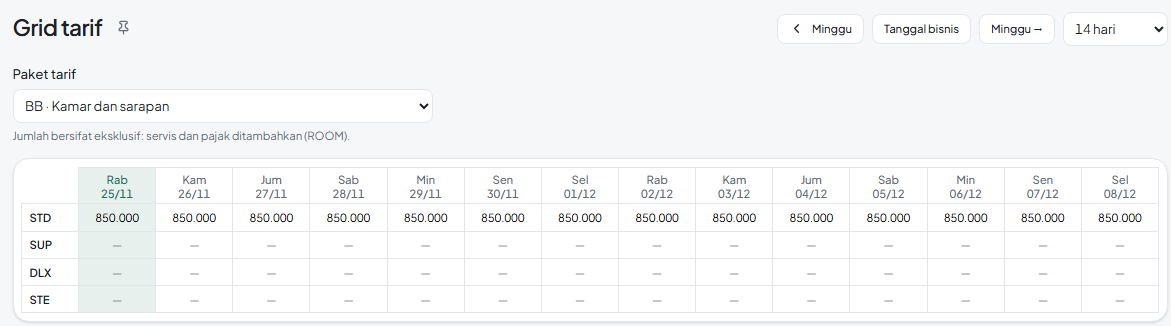 Grid tarif
Minggu
Tanggal bisnis
Minggu →
14 hari
Paket tarif
BB · Kamar dan sarapan
Jumlah bersifat eksklusif: servis dan pajak ditambahkan (ROOM).
Rab Kam Jum Sab Min Sen Sel Rab Kam Jum Sab Min Sen Sel
25/11 26/11 27/11 28/11 29/11 30/11 01/12 02/12 03/12 04/12 05/12 06/12 07/12 08/12
STD 850.000 850.000 850.000 850.000 850.000 850.000 850.000 850.000 850.000 850.000 850.000 850.000 850.000 850.000
SUP — — — — — — — — — — — — — —
DLX — — — — — — — — — — — — — —
STE — — — — — — — — — — — — — —